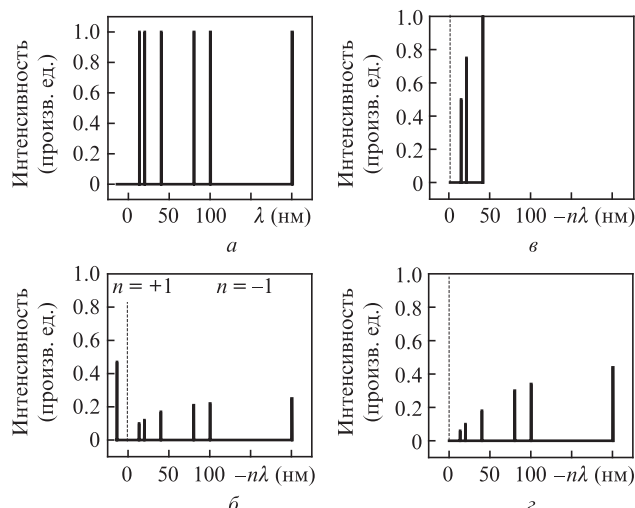 Интенсивность
(произв. ед.)
1.0
0.8
0.6
0.4
0.2
0
0 50 100 λ (нм)
а
Интенсивность
(произв. ед.)
1.0
0.8
0.6
0.4
0.2
0
0 50 100 –nλ (нм)
в
Интенсивность
(произв. ед.)
1.0
0.8
0.6
0.4
0.2
0
n = +1 n = –1
0 50 100 –nλ (нм)
б
Интенсивность
(произв. ед.)
1.0
0.8
0.6
0.4
0.2
0
0 50 100 –nλ (нм)
г